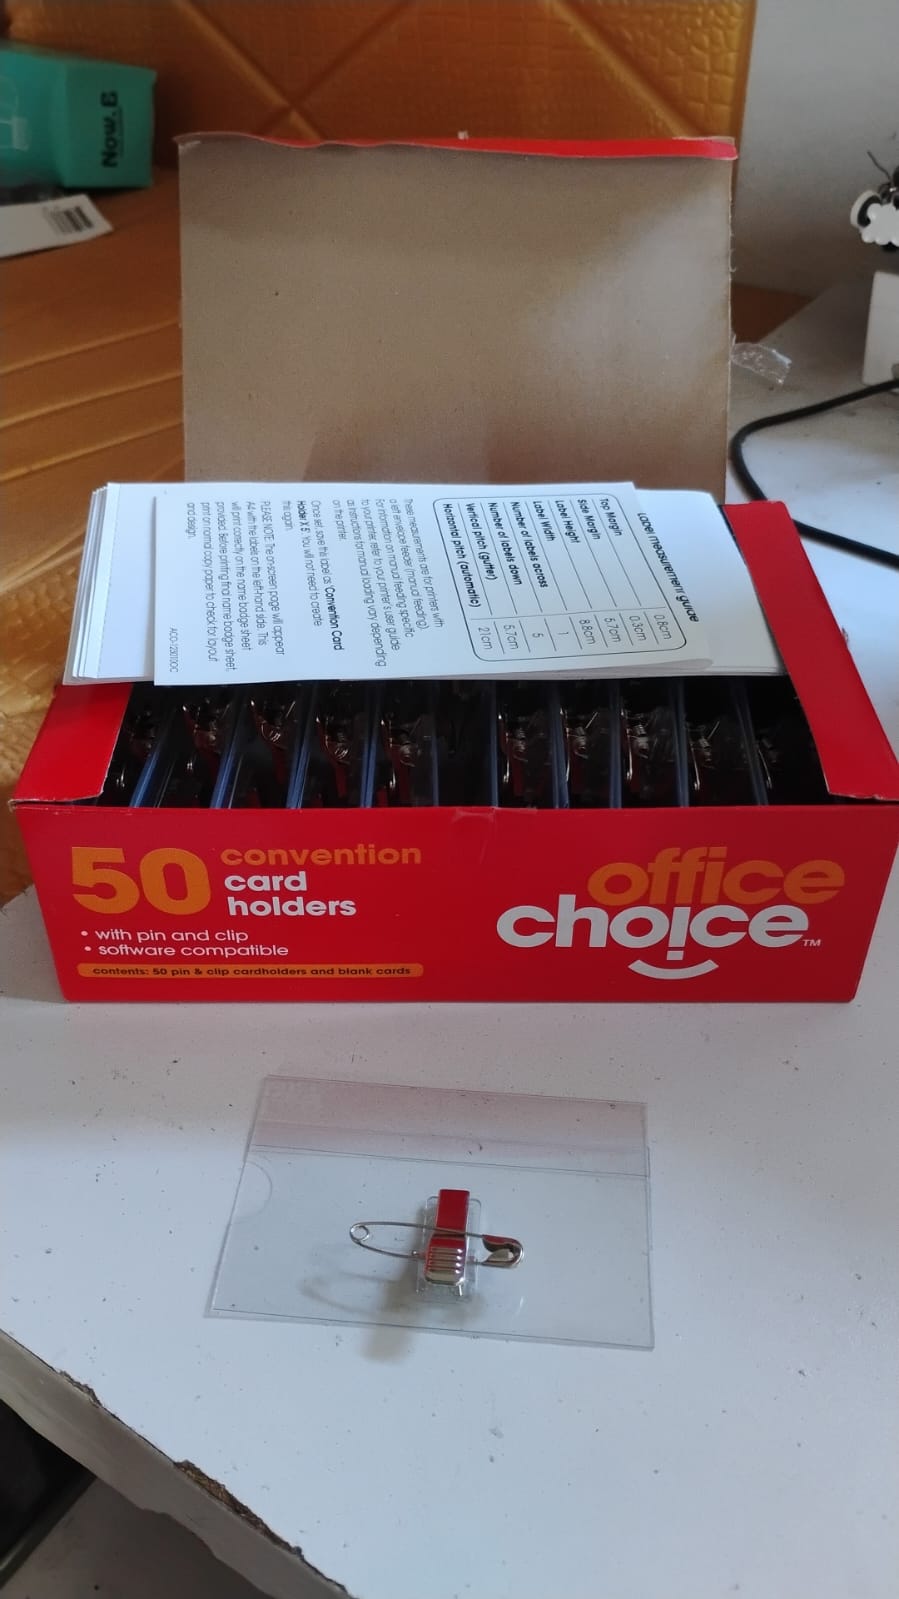 Now.
Label measurement guide
Top Magin 0.8cm
Side Margin 0.3cm
Label Height 5.7cm
Label Width 8.8cm
Number of labels across 1
Number of labels down 5
Vertical pitch (gutter) 5.7cm
Horizontal pitch (automatic) 21cm
These measurements are for printers with
a left envelope feeder (manual feeding).
For information on manual feeding specific
to your printer, refer to your printer's user guide
as instructions for manual loading vary depending
on the printer.
Once set, save this label as 'Convention Card
Holder X 5'. You will not need to create
this again.
PLEASE NOTE: The on-screen page will appear
A4 with the labels on the left-hand side. This
will print correctly on the name badge sheet
provided. Before printing final name badge sheet,
print on normal copy paper to check for layout
and design.
50 convention
card
holders
• with pin and clip
• software compatible
contents: 50 pin & clip cardholders and blank cards
office
choice TM